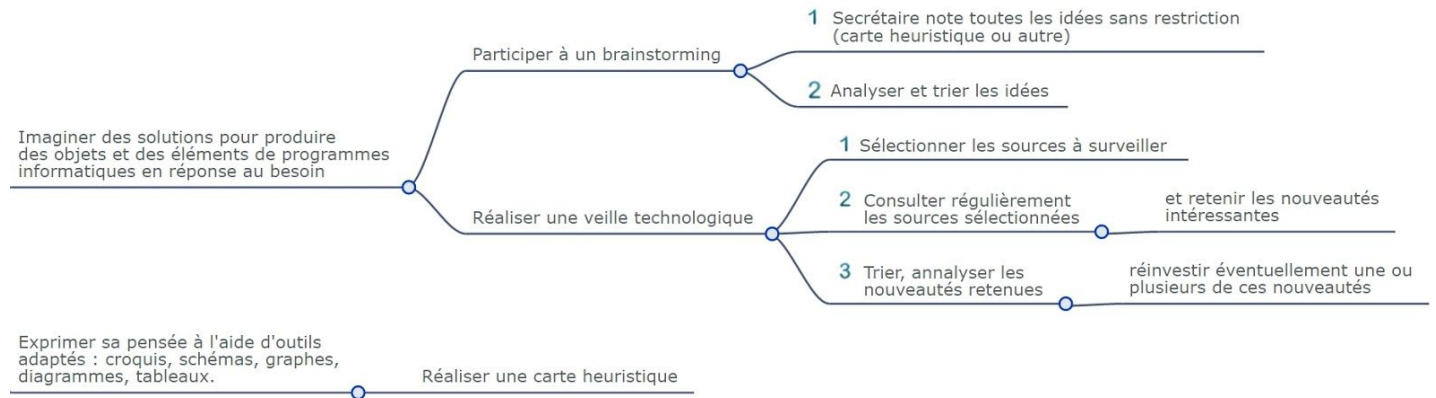 Imaginer des solutions pour produire
des objets et des éléments de programmes
informatiques en réponse au besoin
Participer à un brainstorming
1 Secrétaire note toutes les idées sans restriction
(carte heuristique ou autre)
2 Analyser et trier les idées
Réaliser une veille technologique
1 Sélectionner les sources à surveiller
2 Consulter régulièrement
les sources sélectionnées
et retenir les nouveautés
intéressantes
3 Trier, annalyser les
nouveautés retenues
réinvestir éventuellement une ou
plusieurs de ces nouveautés
Exprimer sa pensée à l'aide d'outils
adaptés : croquis, schémas, graphes,
diagrammes, tableaux.
Réaliser une carte heuristique